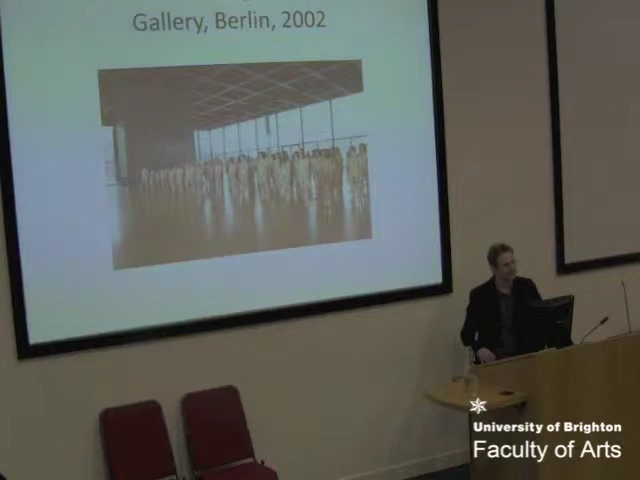 Gallery, Berlin, 2002
University of Brighton
Faculty of Arts